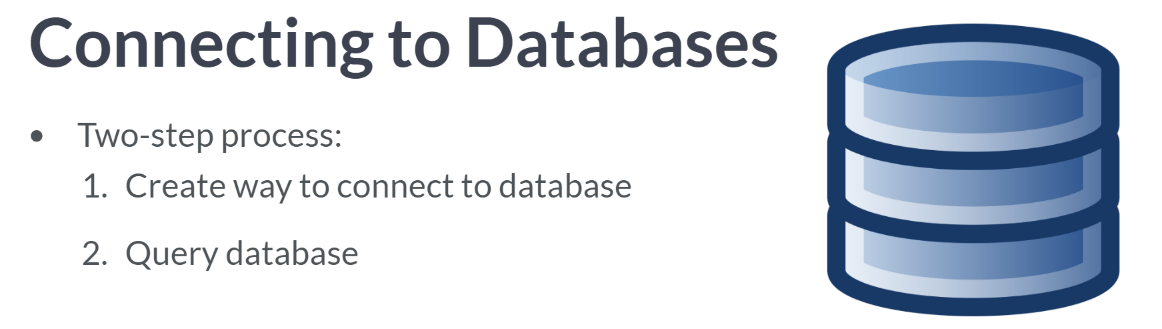 Connecting to Databases
• Two-step process:
1. Create way to connect to database
2. Query database